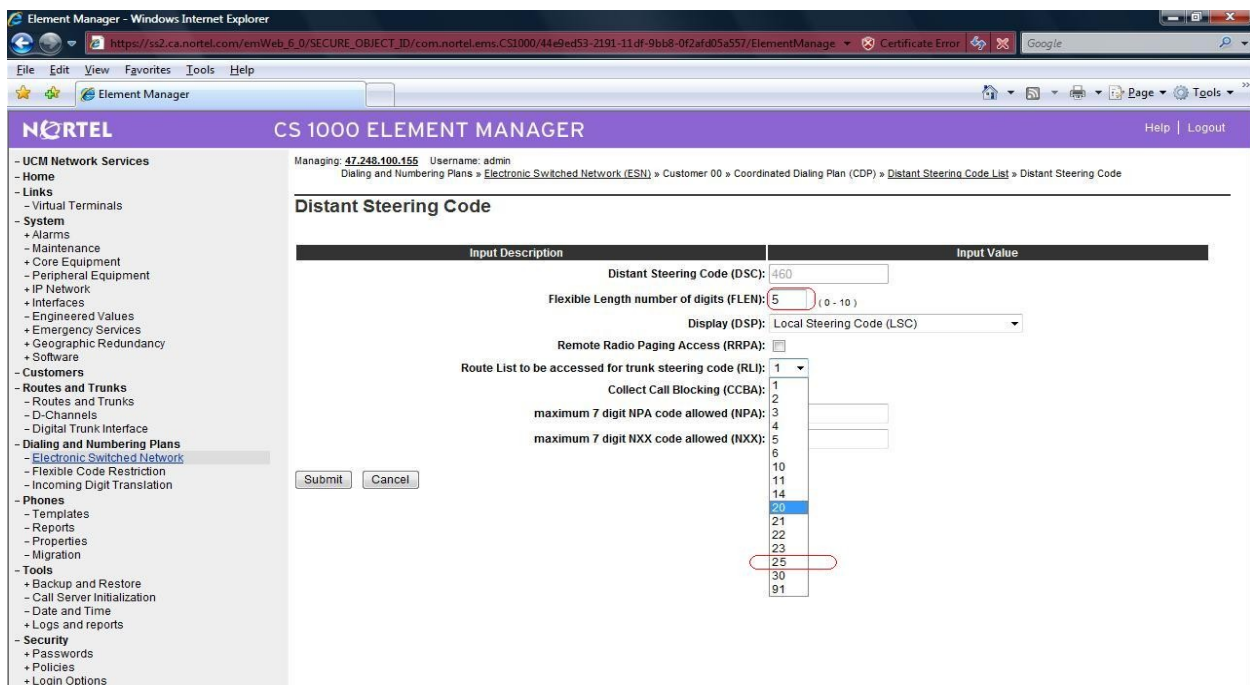 Element Manager - Windows Internet Explorer
https://ss2.ca.nortel.com/emWeb_6_0/SECURE_OBJECT_ID/com.nortel.ems.CS1000/44e9ed53-2191-11df-9bb8-0f2afd05a557/ElementManage
Certificate Error
Google
File Edit View Favorites Tools Help
Element Manager
Page Tools
NORTEL
CS 1000 ELEMENT MANAGER
Help | Logout
- UCM Network Services
- Home
- Links
- Virtual Terminals
- System
+ Alarms
- Maintenance
+ Core Equipment
- Peripheral Equipment
+ IP Network
+ Interfaces
- Engineered Values
+ Emergency Services
+ Geographic Redundancy
+ Software
- Customers
- Routes and Trunks
- Routes and Trunks
- D-Channels
- Digital Trunk Interface
- Dialing and Numbering Plans
- Electronic Switched Network
- Flexible Code Restriction
- Incoming Digit Translation
- Phones
- Templates
- Reports
- Properties
- Migration
- Tools
+ Backup and Restore
- Call Server Initialization
- Date and Time
+ Logs and reports
- Security
+ Passwords
+ Policies
+ Login Options
Managing: 47.248.100.155 Username: admin
Dialing and Numbering Plans » Electronic Switched Network (ESN) » Customer 00 » Coordinated Dialing Plan (CDP) » Distant Steering Code List » Distant Steering Code
Distant Steering Code
Input Description Input Value
Distant Steering Code (DSC): 460
Flexible Length number of digits (FLEN): 5 ( 0 - 10 )
Display (DSP): Local Steering Code (LSC)
Remote Radio Paging Access (RRPA):
Route List to be accessed for trunk steering code (RLI): 1
Collect Call Blocking (CCBA):
maximum 7 digit NPA code allowed (NPA):
maximum 7 digit NXX code allowed (NXX):
1
2
3
4
5
6
10
11
14
20
21
22
23
25
30
91
Submit Cancel